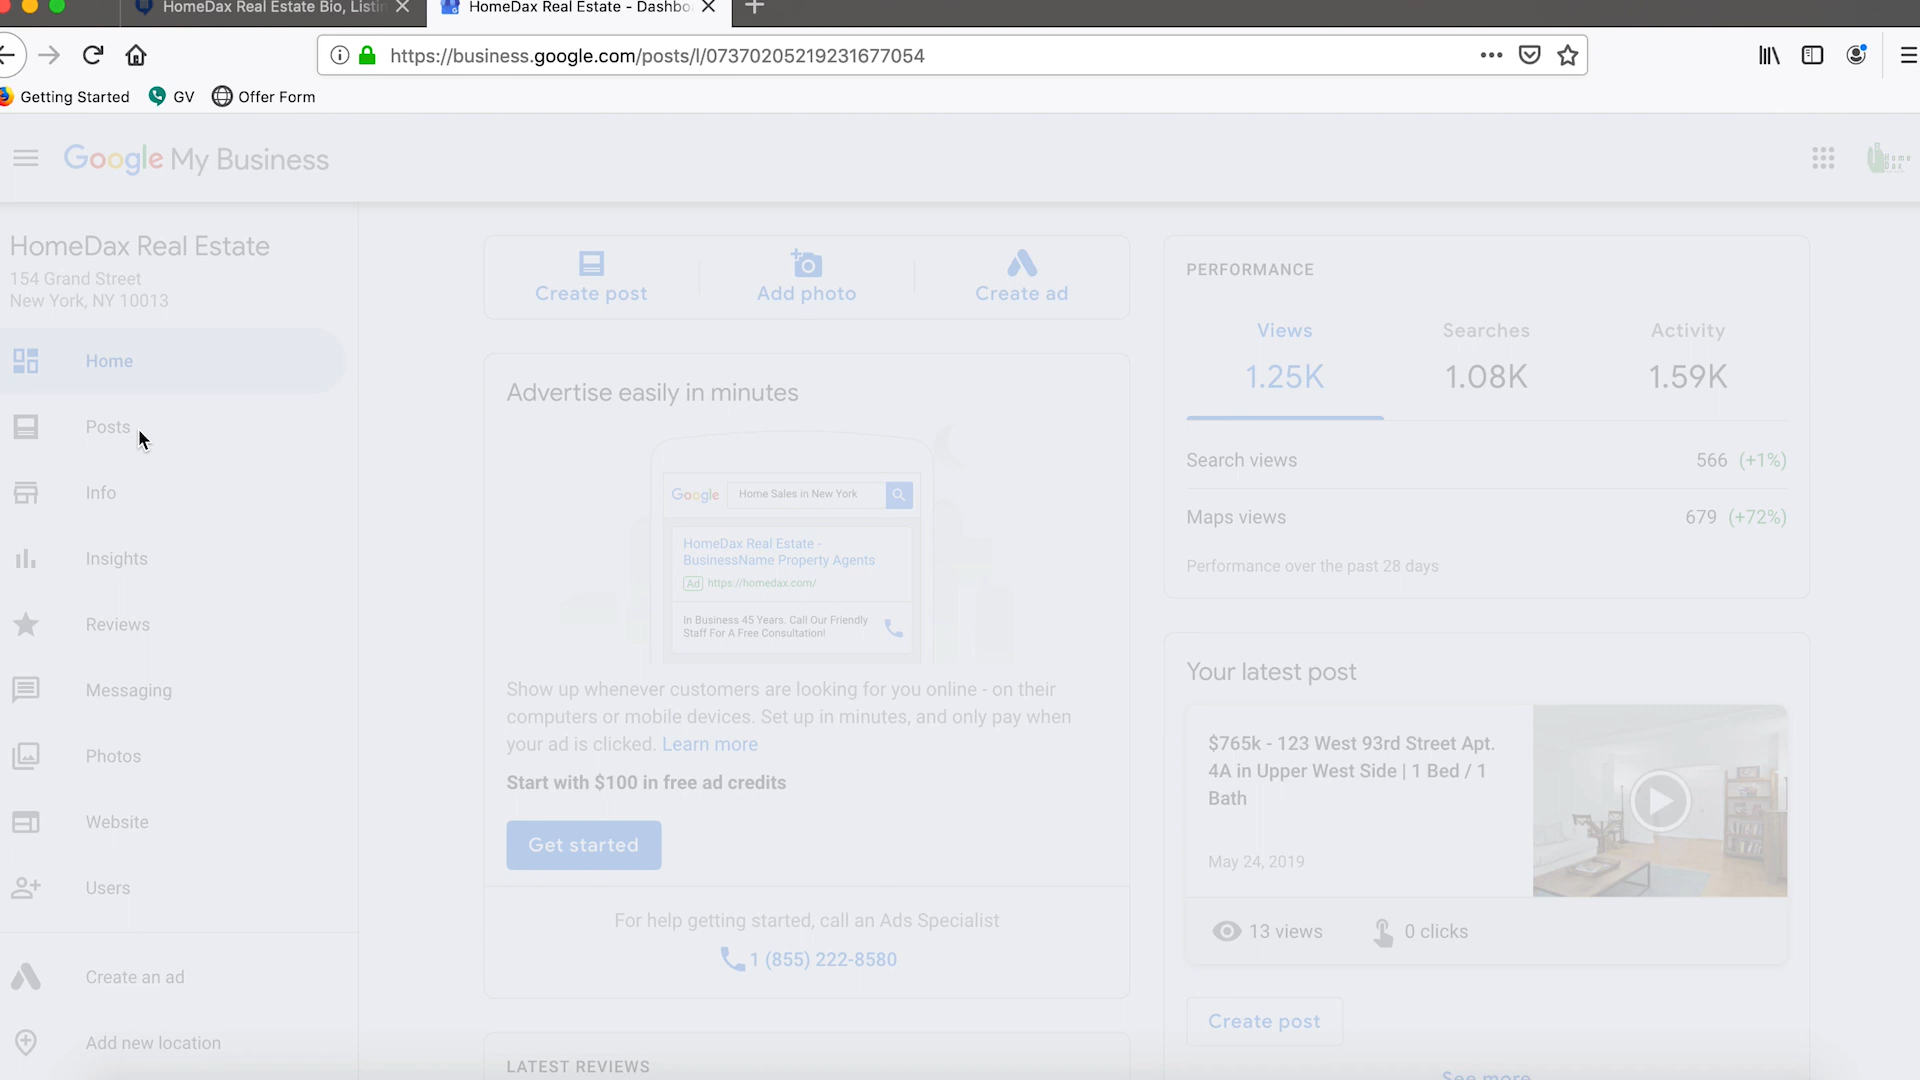 HomeDax Real Estate Bio, Listin
HomeDax Real Estate - Dashbo
https://business.google.com/posts/l/07370205219231677054
Getting Started
GV
Offer Form
Google My Business
Home
Dax
HomeDax Real Estate
154 Grand Street
New York, NY 10013
Home
Posts
Info
Insights
Reviews
Messaging
Photos
Website
Users
Create an ad
Add new location
Create post
Add photo
Create ad
Advertise easily in minutes
Google
Home Sales in New York
HomeDax Real Estate -
BusinessName Property Agents
Ad https://homedax.com/
In Business 45 Years. Call Our Friendly
Staff For A Free Consultation!
Show up whenever customers are looking for you online - on their
computers or mobile devices. Set up in minutes, and only pay when
your ad is clicked. Learn more
Start with $100 in free ad credits
Get started
For help getting started, call an Ads Specialist
1 (855) 222-8580
LATEST REVIEWS
PERFORMANCE
Views
Searches
Activity
1.25K
1.08K
1.59K
Search views
566 (+1%)
Maps views
679 (+72%)
Performance over the past 28 days
Your latest post
$765k - 123 West 93rd Street Apt.
4A in Upper West Side | 1 Bed / 1
Bath
May 24, 2019
13 views
0 clicks
Create post
See more